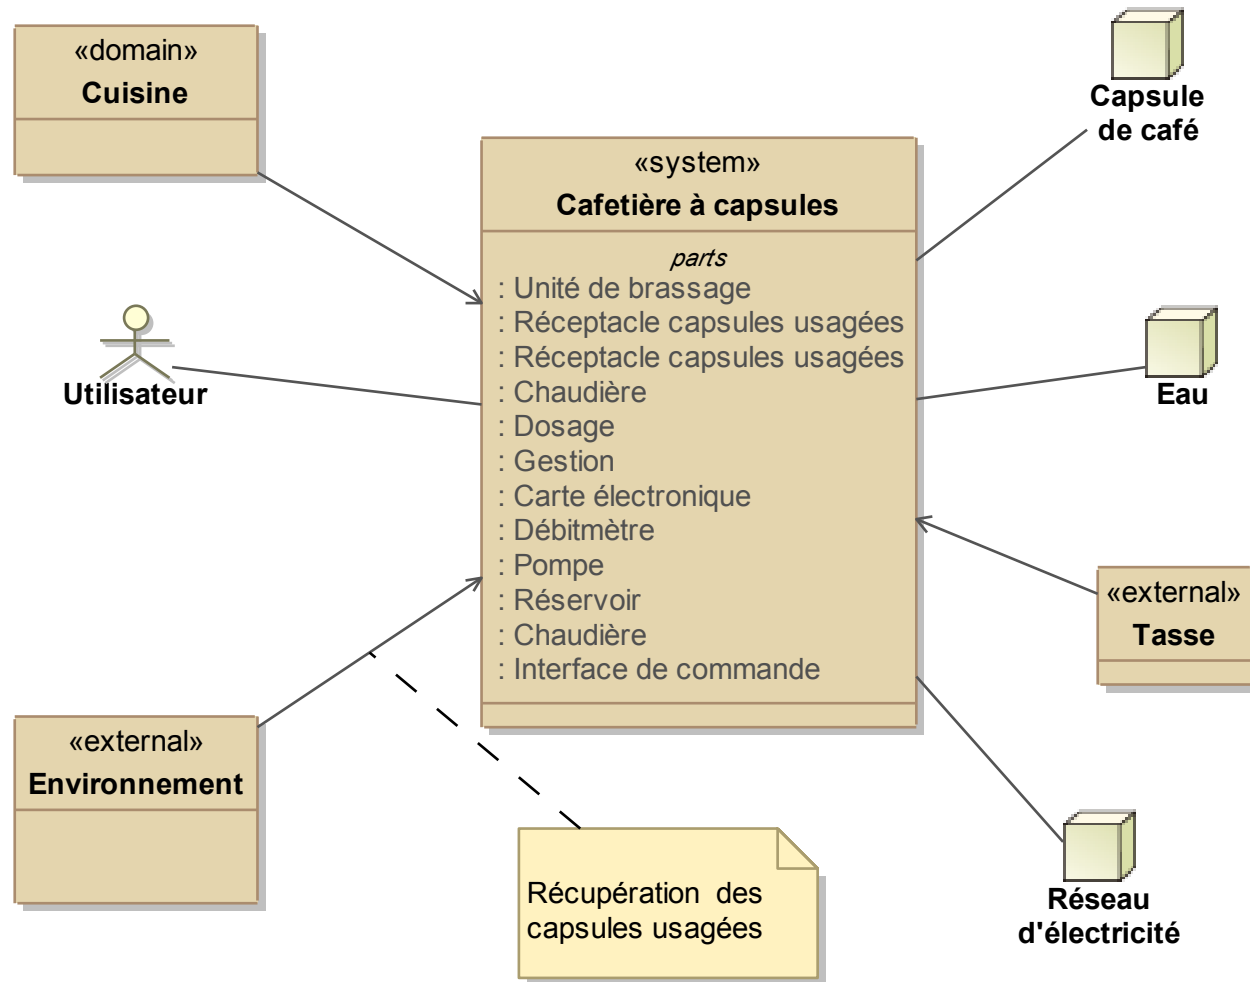 «domain»
Cuisine
Capsule
de café
«system»
Cafetière à capsules
parts
: Unité de brassage
: Réceptacle capsules usagées
: Réceptacle capsules usagées
: Chaudière
: Dosage
: Gestion
: Carte électronique
: Débitmètre
: Pompe
: Réservoir
: Chaudière
: Interface de commande
Utilisateur
Eau
«external»
Tasse
«external»
Environnement
Récupération des
capsules usagées
Réseau
d'électricité